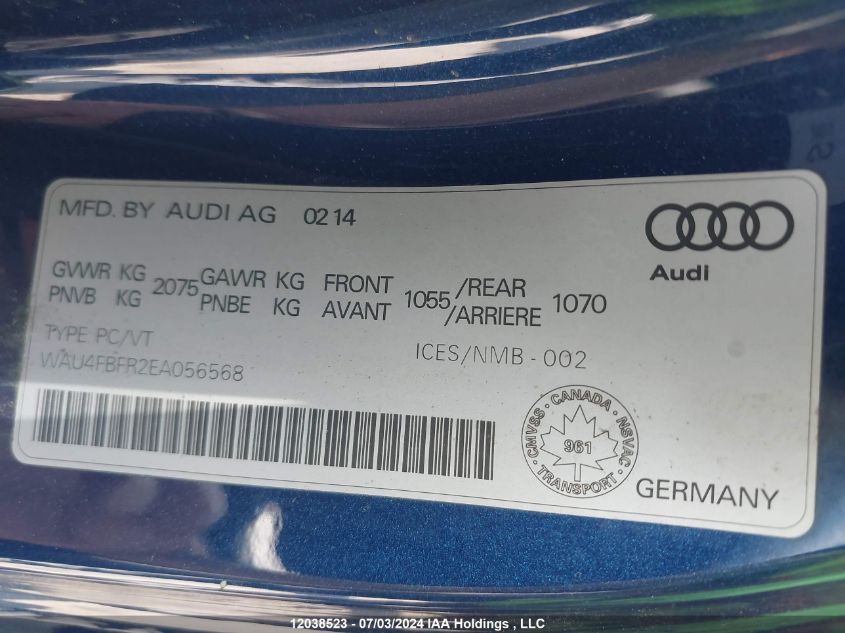 MFD. BY AUDI AG 02 14
Audi
GVWR KG 2075 GAWR KG FRONT 1055 /REAR 1070
PNVB KG PNBE KG AVANT /ARRIERE
TYPE PC/VT
ICES/NMB - 002
WAU4FBFR2EA056568
CMVSS · CANADA · NSVAC · TRANSPORT ·
961
GERMANY
12038523 - 07/03/2024 IAA Holdings , LLC